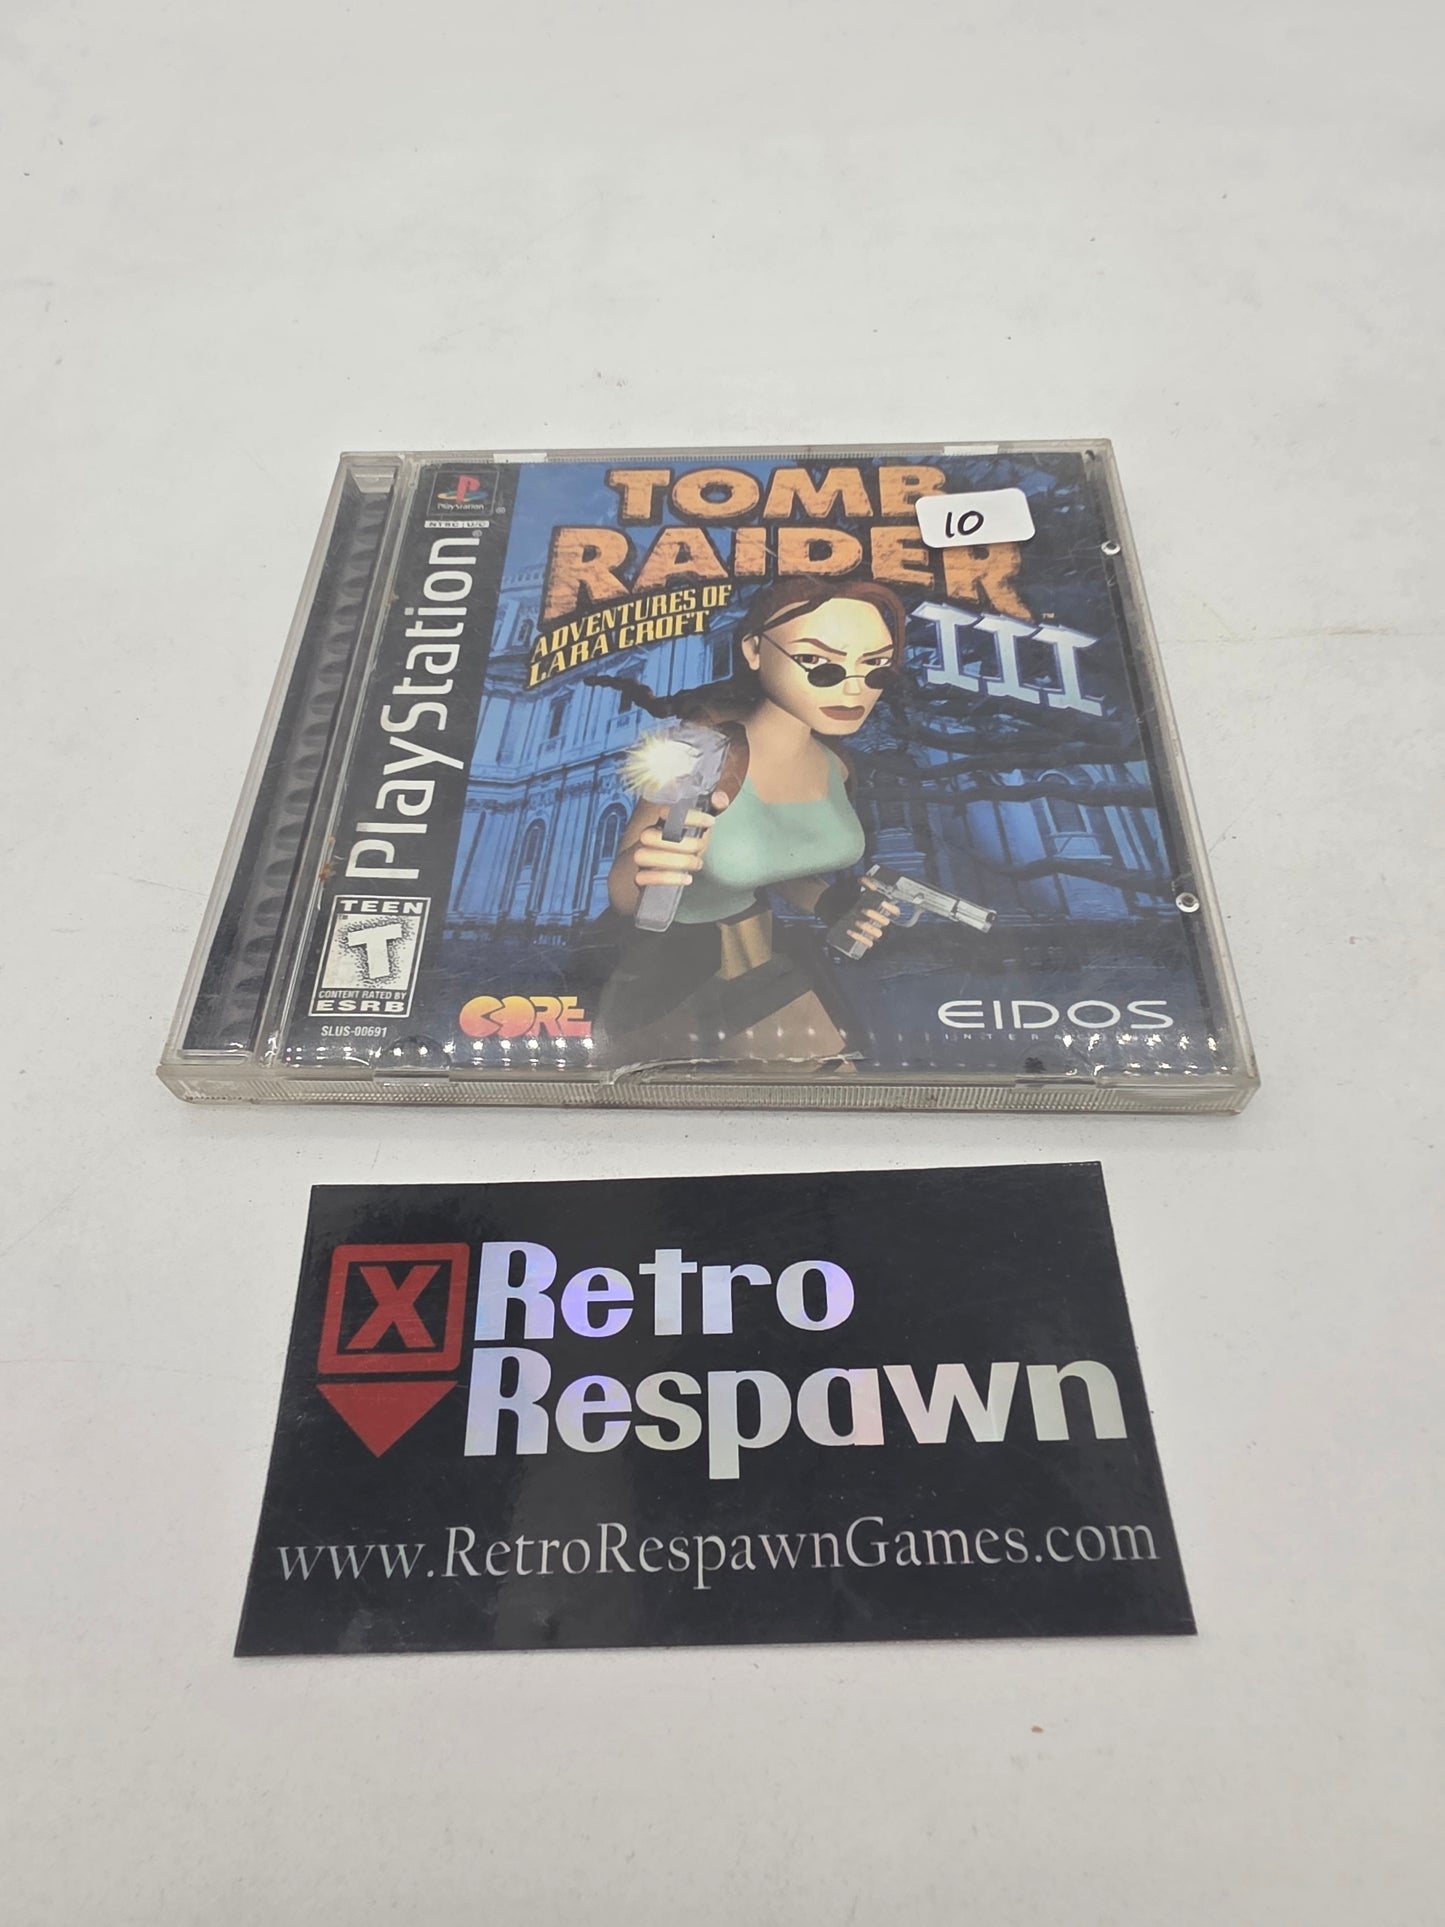 PlayStation
NTSC U/C
PlayStation
TOMB
RAIDER
III
ADVENTURES OF
LARA CROFT
10
TEEN
T
CONTENT RATED BY
ESRB
SLUS-00691
CORE
EIDOS
X
Retro
Respawn
www.RetroRespawnGames.com